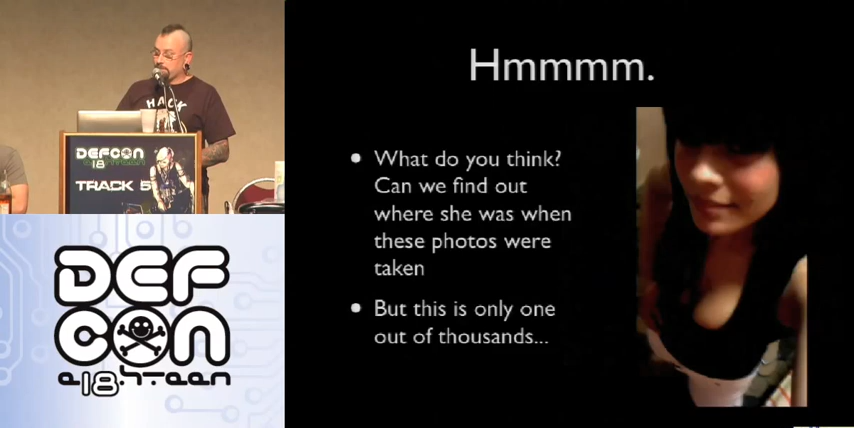 HACK
DEFCON
18
TRACK 5
DEF
CON
e18hteen
Hmmmm.
• What do you think?
Can we find out
where she was when
these photos were
taken
• But this is only one
out of thousands...